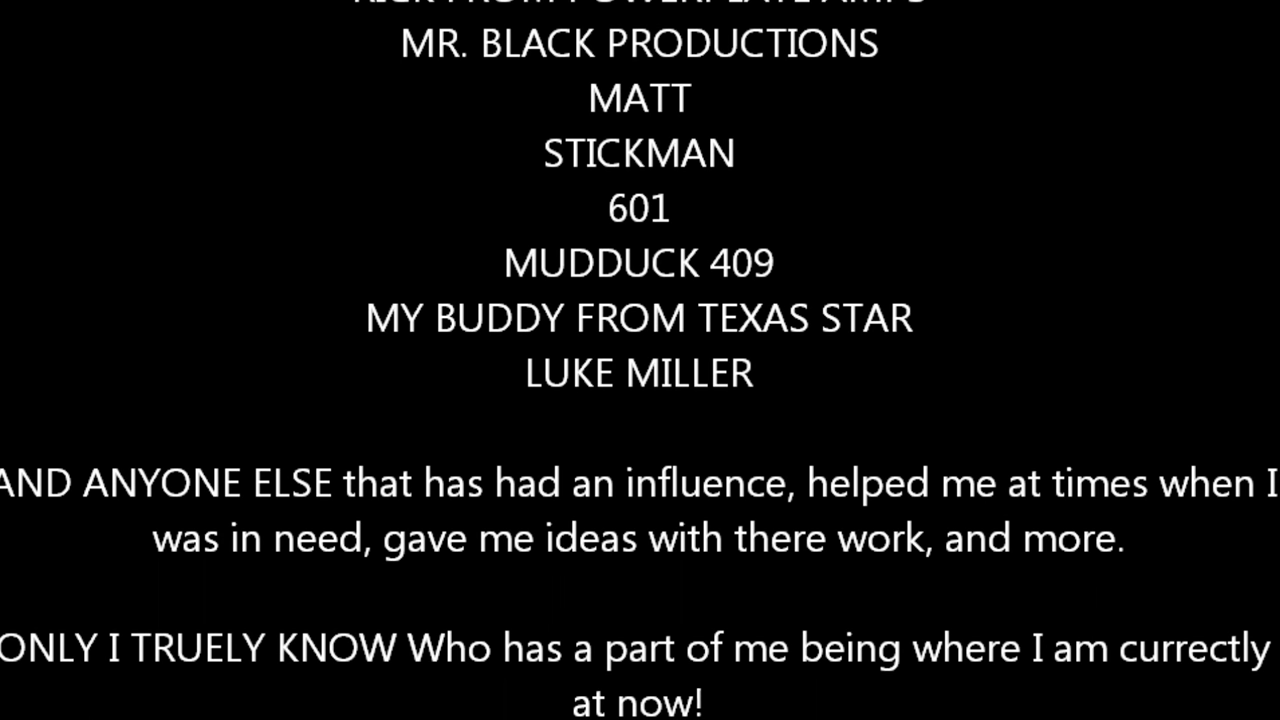 MR. BLACK PRODUCTIONS
MATT
STICKMAN
601
MUDDUCK 409
MY BUDDY FROM TEXAS STAR
LUKE MILLER
AND ANYONE ELSE that has had an influence, helped me at times when I
was in need, gave me ideas with there work, and more.
ONLY I TRUELY KNOW Who has a part of me being where I am currectly
at now!